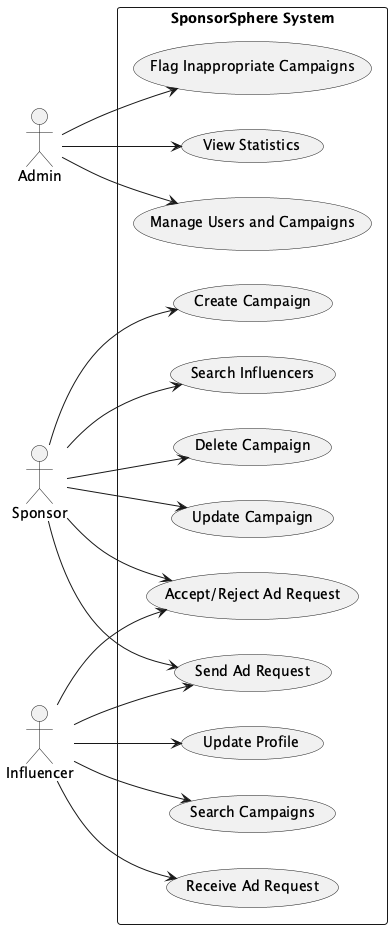 SponsorSphere System
Flag Inappropriate Campaigns
View Statistics
Admin
Manage Users and Campaigns
Create Campaign
Search Influencers
Delete Campaign
Sponsor
Update Campaign
Accept/Reject Ad Request
Send Ad Request
Update Profile
Influencer
Search Campaigns
Receive Ad Request